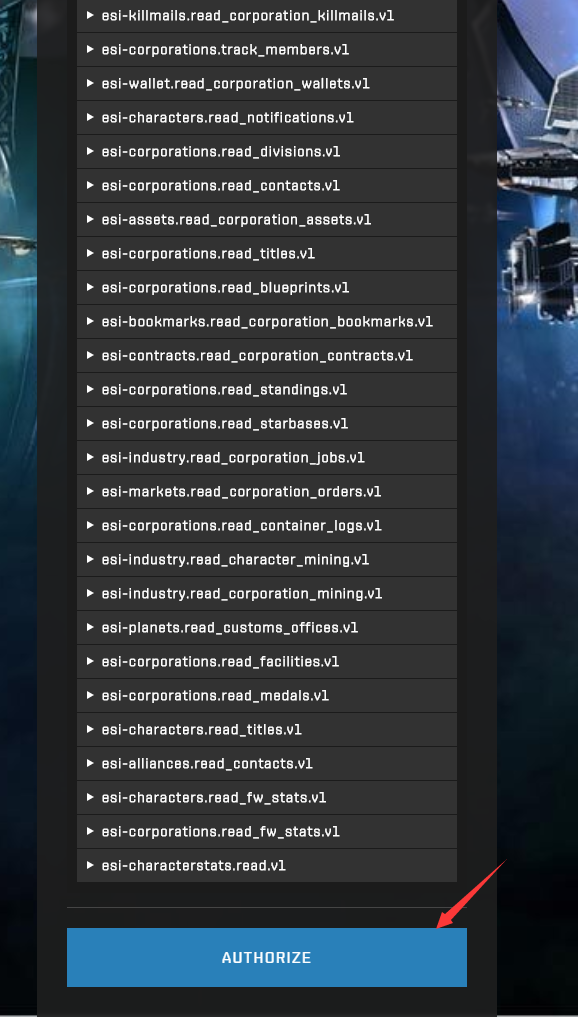 esi-killmails.read_corporation_killmails.v1
esi-corporations.track_members.v1
esi-wallet.read_corporation_wallets.v1
esi-characters.read_notifications.v1
esi-corporations.read_divisions.v1
esi-corporations.read_contacts.v1
esi-assets.read_corporation_assets.v1
esi-corporations.read_titles.v1
esi-corporations.read_blueprints.v1
esi-bookmarks.read_corporation_bookmarks.v1
esi-contracts.read_corporation_contracts.v1
esi-corporations.read_standings.v1
esi-corporations.read_starbases.v1
esi-industry.read_corporation_jobs.v1
esi-markets.read_corporation_orders.v1
esi-corporations.read_container_logs.v1
esi-industry.read_character_mining.v1
esi-industry.read_corporation_mining.v1
esi-planets.read_customs_offices.v1
esi-corporations.read_facilities.v1
esi-corporations.read_medals.v1
esi-characters.read_titles.v1
esi-alliances.read_contacts.v1
esi-characters.read_fw_stats.v1
esi-corporations.read_fw_stats.v1
esi-characterstats.read.v1
AUTHORIZE